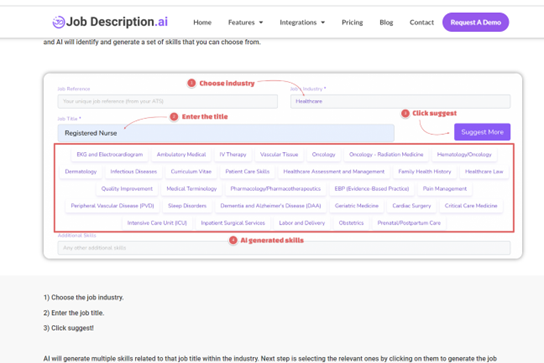 Job Description.ai Home Features Integrations Pricing Blog Contact Request A Demo
and AI will identify and generate a set of skills that you can choose from.
Job Reference 1 Choose industry Job's Industry *
Your unique job reference (from your ATS) Healthcare
Job Title * 2 Enter the title 3 Click suggest
Registered Nurse Suggest More
EKG and Electrocardiogram Ambulatory Medical IV Therapy Vascular Tissue Oncology Oncology - Radiation Medicine Hematology/Oncology
Dermatology Infectious Diseases Curriculum Vitae Patient Care Skills Healthcare Assessment and Management Family Health History Healthcare Law
Quality Improvement Medical Terminology Pharmacology/Pharmacotherapeutics EBP (Evidence-Based Practice) Pain Management
Peripheral Vascular Disease (PVD) Sleep Disorders Dementia and Alzheimer's Disease (DAA) Geriatric Medicine Cardiac Surgery Critical Care Medicine
Intensive Care Unit (ICU) Inpatient Surgical Services Labor and Delivery Obstetrics Prenatal/Postpartum Care
Additional Skills 4 AI generated skills
Any other additional skills
1) Choose the job industry.
2) Enter the job title.
3) Click suggest!
AI will generate multiple skills related to that job title within the industry. Next step is selecting the relevant ones by clicking on them to generate the job